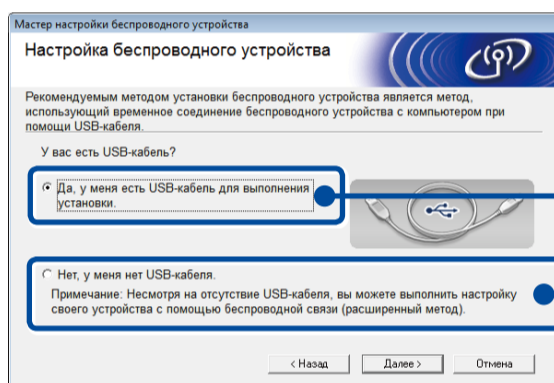 Мастер настройки беспроводного устройства
Настройка беспроводного устройства
Рекомендуемым методом установки беспроводного устройства является метод,
использующий временное соединение беспроводного устройства с компьютером при
помощи USB-кабеля.
У вас есть USB-кабель?
Да, у меня есть USB-кабель для выполнения
установки.
Нет, у меня нет USB-кабеля.
Примечание: Несмотря на отсутствие USB-кабеля, вы можете выполнить настройку
своего устройства с помощью беспроводной связи (расширенный метод).
< Назад Далее > Отмена